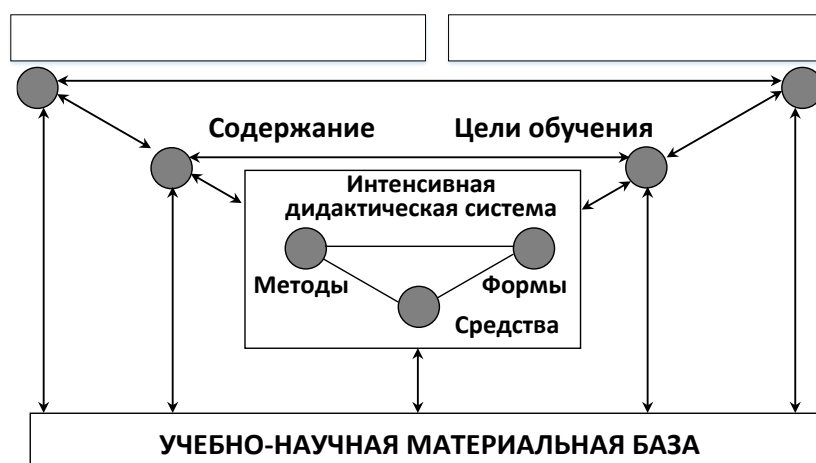 Содержание
Цели обучения
Интенсивная
дидактическая система
Методы
Формы
Средства
УЧЕБНО-НАУЧНАЯ МАТЕРИАЛЬНАЯ БАЗА